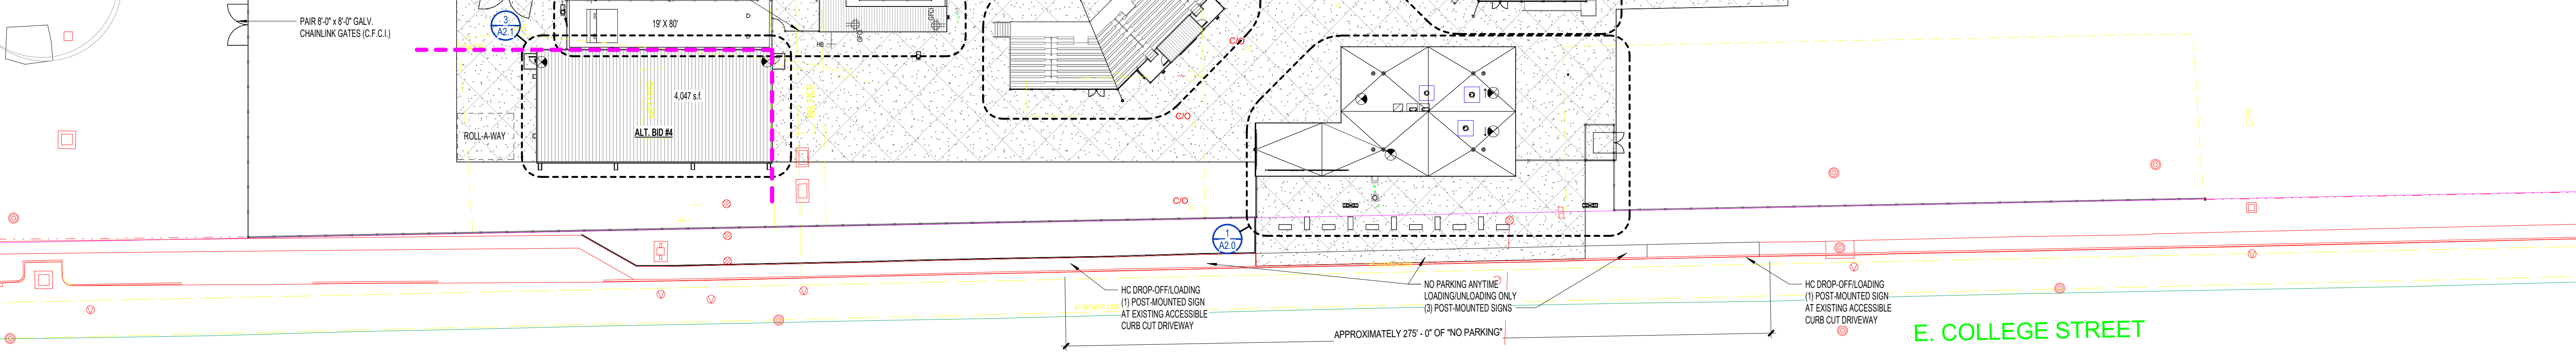 PAIR 8'-0" x 8'-0" GALV.
CHAINLINK GATES (C.F.C.I.)
3
A2.1
19' X 80'
HB
GFCI
GFCI
4,047 s.f.
ALT. BID #4
ROLL-A-WAY
C/O
C/O
C/O
1
A2.0
HC DROP-OFF/LOADING
(1) POST-MOUNTED SIGN
AT EXISTING ACCESSIBLE
CURB CUT DRIVEWAY
NO PARKING ANYTIME
LOADING/UNLOADING ONLY
(3) POST-MOUNTED SIGNS
HC DROP-OFF/LOADING
(1) POST-MOUNTED SIGN
AT EXISTING ACCESSIBLE
CURB CUT DRIVEWAY
APPROXIMATELY 275' - 0" OF "NO PARKING"
E. COLLEGE STREET